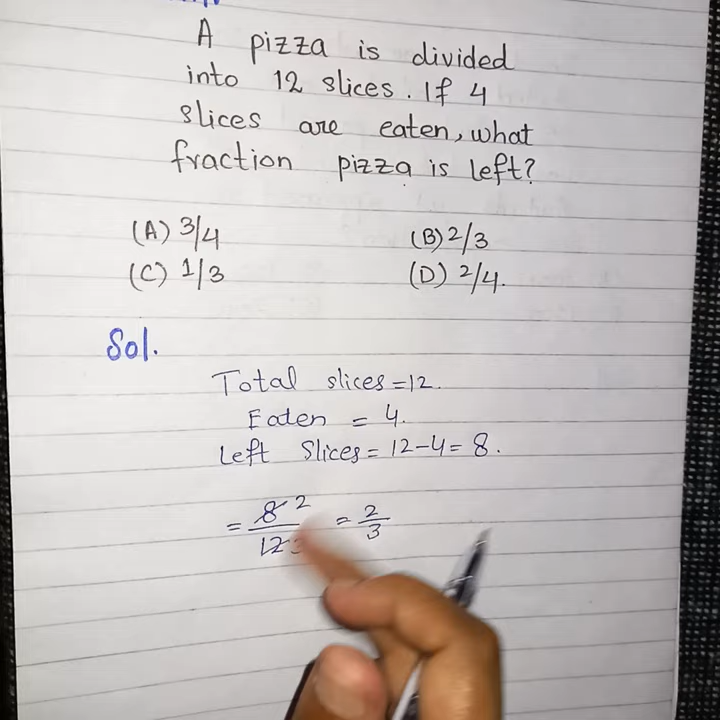 A pizza is divided
into 12 slices. If 4
slices are eaten, what
fraction pizza is left?
(A) 3/4 (B) 2/3
(C) 1/3 (D) 2/4.
Sol.
Total slices = 12.
Eaten = 4.
Left Slices = 12-4 = 8.
= 8 2 / 12 3 = 2/3